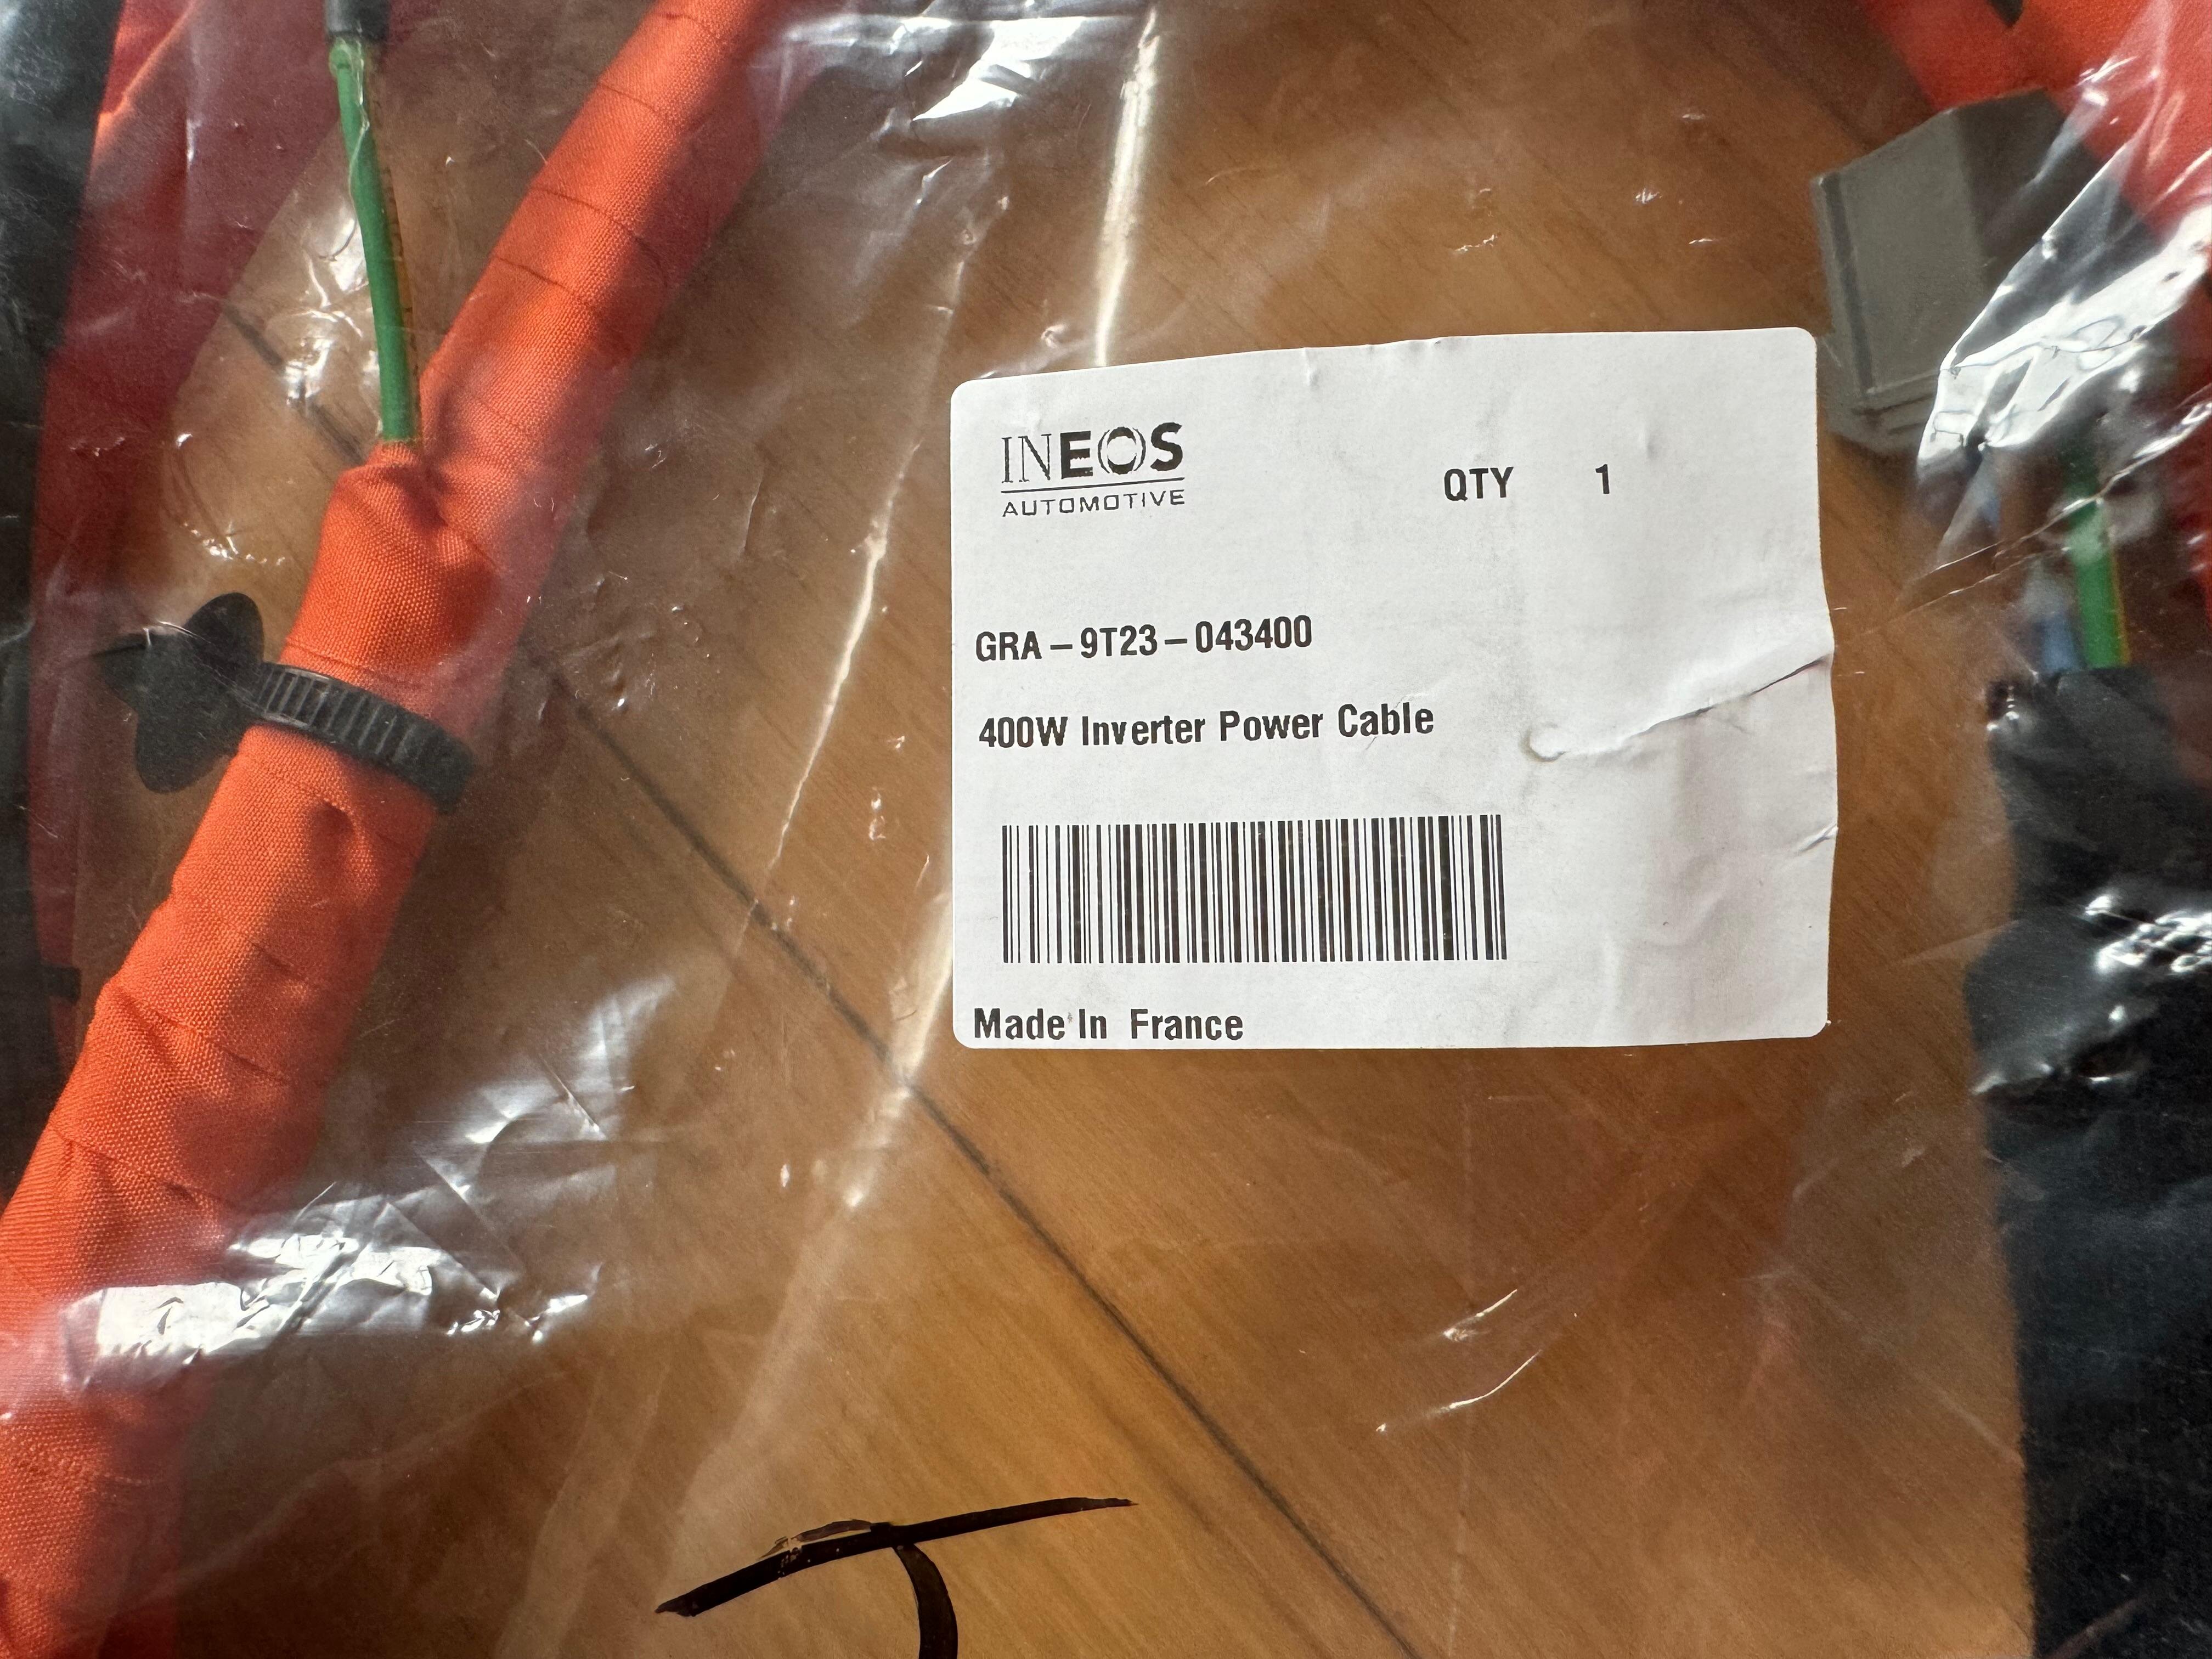 INEOS
AUTOMOTIVE
QTY 1
GRA-9T23-043400
400W Inverter Power Cable
Made In France